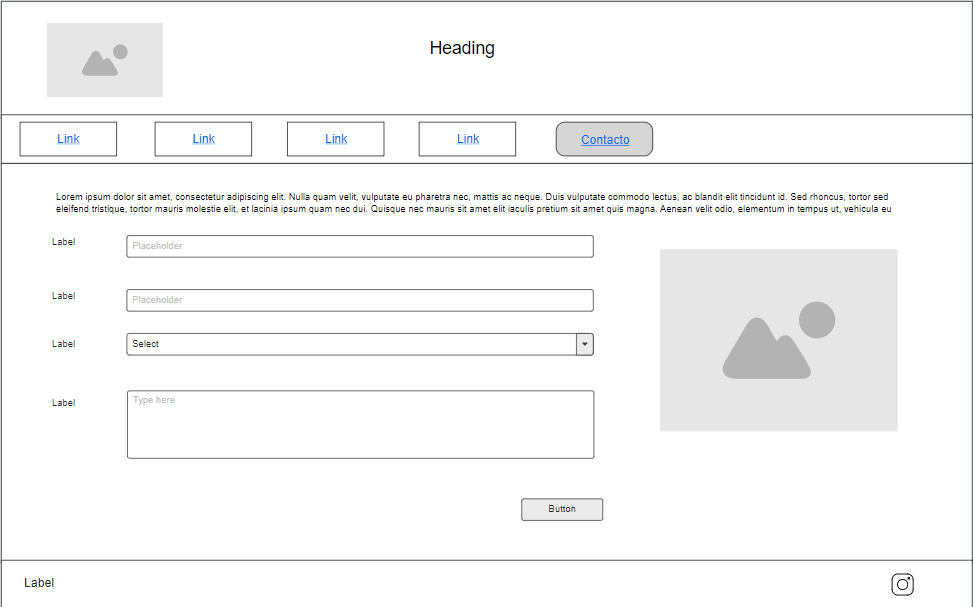 Heading
Link
Link
Link
Link
Contacto
Lorem ipsum dolor sit amet, consectetur adipiscing elit. Nulla quam velit, vulputate eu pharetra nec, mattis ac neque. Duis vulputate commodo lectus, ac blandit elit tincidunt id. Sed rhoncus, tortor sed
eleifend tristique, tortor mauris molestie elit, et lacinia ipsum quam nec dui. Quisque nec mauris sit amet elit iaculis pretium sit amet quis magna. Aenean velit odio, elementum in tempus ut, vehicula eu
Label
Placeholder
Label
Placeholder
Label
Select
Label
Type here
Button
Label